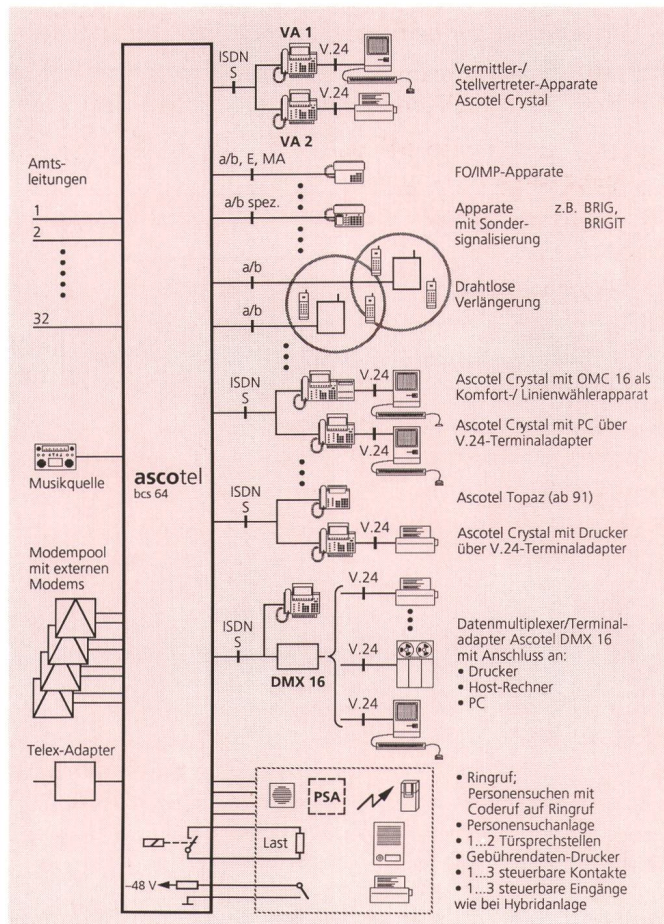 VA 1
ISDN
S
V.24
V.24
VA 2
Vermittler-/
Stellvertreter-Apparate
Ascotel Crystal
Amts-
leitungen
1
2
32
a/b, E, MA
FO/IMP-Apparate
a/b spez.
Apparate z.B. BRIG,
mit Sonder- BRIGIT
signalisierung
a/b
Drahtlose
Verlängerung
a/b
ISDN
S
V.24
Ascotel Crystal mit OMC 16 als
Komfort-/ Linienwählerapparat
V.24
Ascotel Crystal mit PC über
V.24-Terminaladapter
Musikquelle
ascotel
bcs 64
ISDN
S
Ascotel Topaz (ab 91)
V.24
Ascotel Crystal mit Drucker
über V.24-Terminaladapter
Modempool
mit externen
Modems
ISDN
S
DMX 16
V.24
V.24
V.24
Datenmultiplexer/Terminal-
adapter Ascotel DMX 16
mit Anschluss an:
• Drucker
• Host-Rechner
• PC
Telex-Adapter
PSA
Last
–48 V
• Ringruf;
Personensuchen mit
Coderuf auf Ringruf
• Personensuchanlage
• 1...2 Türsprechstellen
• Gebührendaten-Drucker
• 1...3 steuerbare Kontakte
• 1...3 steuerbare Eingänge
wie bei Hybridanlage